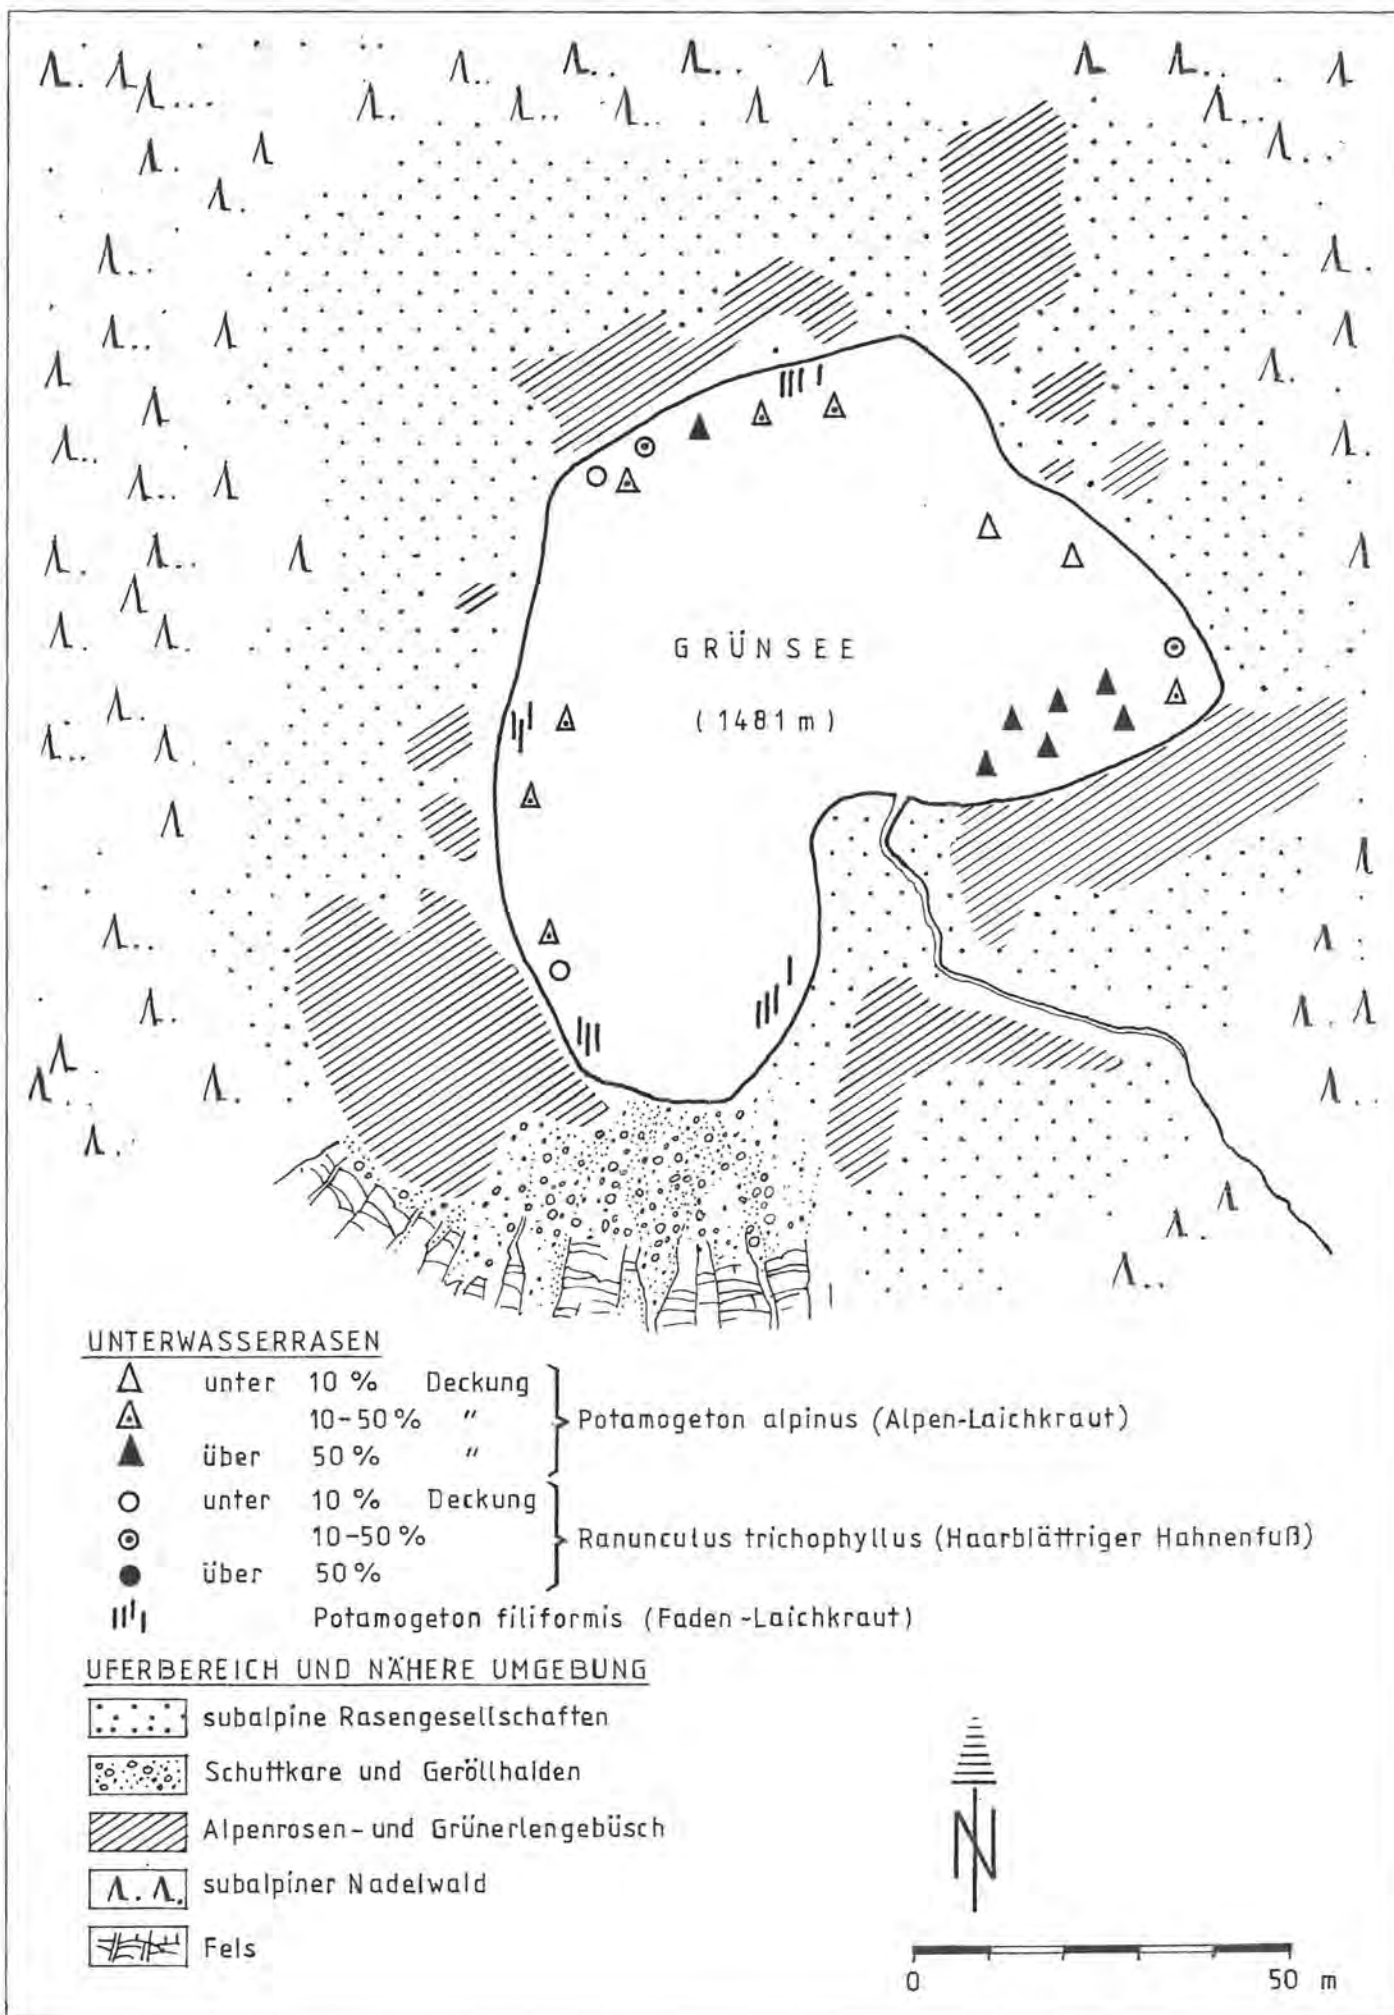 GRÜNSEE
(1481 m)
UNTERWASSERRASEN
unter 10 % Deckung
10-50 % "
über 50 % "
Potamogeton alpinus (Alpen-Laichkraut)
unter 10 % Deckung
10-50 %
über 50 %
Ranunculus trichophyllus (Haarblättriger Hahnenfuß)
Potamogeton filiformis (Faden-Laichkraut)
UFERBEREICH UND NÄHERE UMGEBUNG
subalpine Rasengesellschaften
Schuttkare und Geröllhalden
Alpenrosen- und Grünerlengebüsch
subalpiner Nadelwald
Fels
N
0 50 m